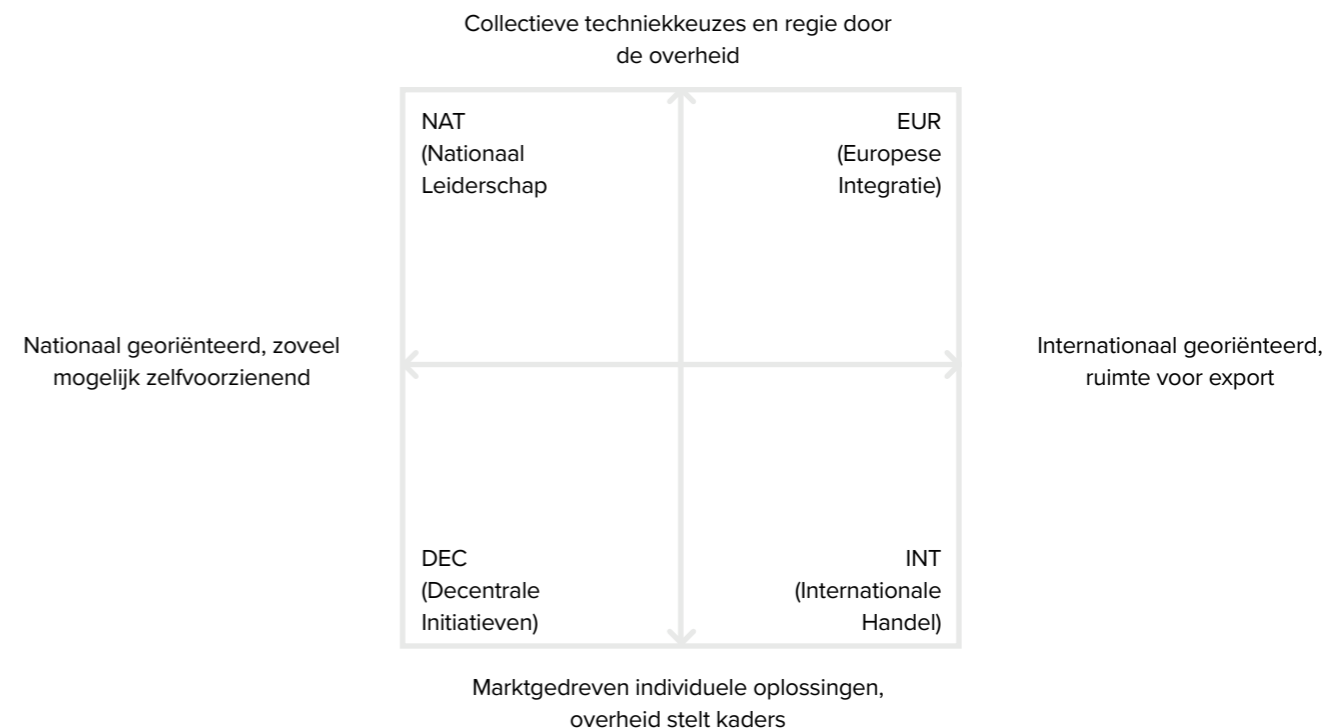 Collectieve techniekkeuzes en regie door
de overheid
NAT
(Nationaal
Leiderschap
EUR
(Europese
Integratie)
Nationaal georiënteerd, zoveel
mogelijk zelfvoorzienend
Internationaal georiënteerd,
ruimte voor export
DEC
(Decentrale
Initiatieven)
INT
(Internationale
Handel)
Marktgedreven individuele oplossingen,
overheid stelt kaders